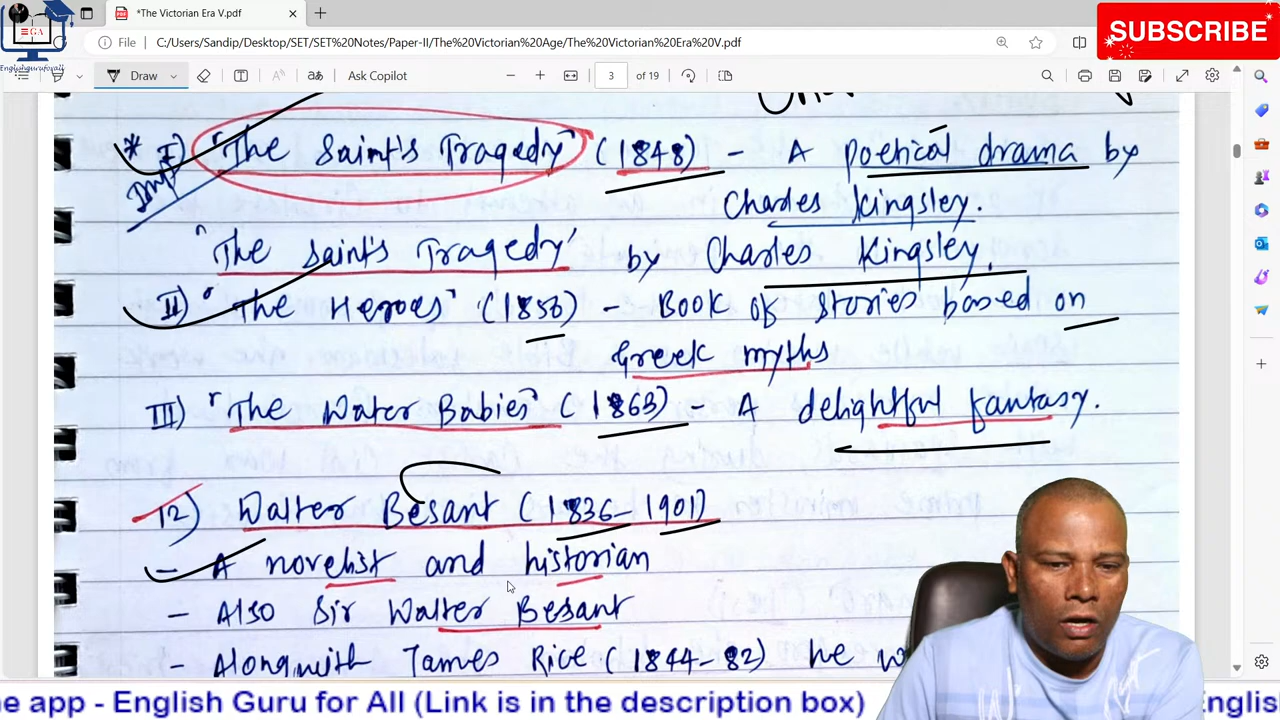 *The Victorian Era V.pdf
File C:/Users/Sandip/Desktop/SET/SET%20Notes/Paper-II/The%20Victorian%20Age/The%20Victorian%20Era%20V.pdf
SUBSCRIBE
EGA
Englishguruforall
Draw Ask Copilot 3 of 19
* I) "The Saint's Tragedy" (1848) - A poetical drama by
Imp
Charles Kingsley.
"The Saint's Tragedy" by Charles Kingsley.
II) "The Heroes" (1856) - Book of stories based on
Greek myths
III) "The Water Babies" (1863) - A delightful fantasy.
12) Walter Besant (1836-1901)
- A novelist and historian
- Also Sir Walter Besant
- Alongwith James Rice (1844-82) he
he app - English Guru for All (Link is in the description box)